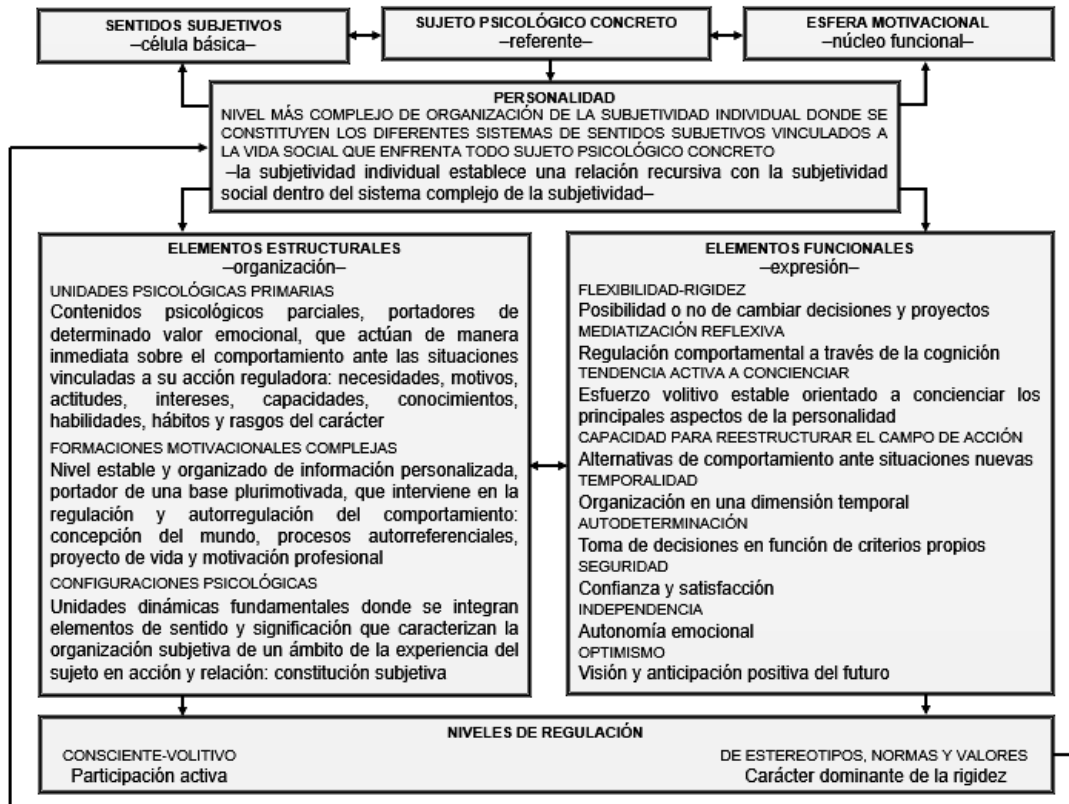 SENTIDOS SUBJETIVOS
–célula básica–
SUJETO PSICOLÓGICO CONCRETO
–referente–
ESFERA MOTIVACIONAL
–núcleo funcional–
PERSONALIDAD
NIVEL MÁS COMPLEJO DE ORGANIZACIÓN DE LA SUBJETIVIDAD INDIVIDUAL DONDE SE
CONSTITUYEN LOS DIFERENTES SISTEMAS DE SENTIDOS SUBJETIVOS VINCULADOS A
LA VIDA SOCIAL QUE ENFRENTA TODO SUJETO PSICOLÓGICO CONCRETO
–la subjetividad individual establece una relación recursiva con la subjetividad
social dentro del sistema complejo de la subjetividad–
ELEMENTOS ESTRUCTURALES
–organización–
UNIDADES PSICOLÓGICAS PRIMARIAS
Contenidos psicológicos parciales, portadores de
determinado valor emocional, que actúan de manera
inmediata sobre el comportamiento ante las situaciones
vinculadas a su acción reguladora: necesidades, motivos,
actitudes, intereses, capacidades, conocimientos,
habilidades, hábitos y rasgos del carácter
FORMACIONES MOTIVACIONALES COMPLEJAS
Nivel estable y organizado de información personalizada,
portador de una base plurimotivada, que interviene en la
regulación y autorregulación del comportamiento:
concepción del mundo, procesos autorreferenciales,
proyecto de vida y motivación profesional
CONFIGURACIONES PSICOLÓGICAS
Unidades dinámicas fundamentales donde se integran
elementos de sentido y significación que caracterizan la
organización subjetiva de un ámbito de la experiencia del
sujeto en acción y relación: constitución subjetiva
ELEMENTOS FUNCIONALES
–expresión–
FLEXIBILIDAD-RIGIDEZ
Posibilidad o no de cambiar decisiones y proyectos
MEDIATIZACIÓN REFLEXIVA
Regulación comportamental a través de la cognición
TENDENCIA ACTIVA A CONCIENCIAR
Esfuerzo volitivo estable orientado a concienciar los
principales aspectos de la personalidad
CAPACIDAD PARA REESTRUCTURAR EL CAMPO DE ACCIÓN
Alternativas de comportamiento ante situaciones nuevas
TEMPORALIDAD
Organización en una dimensión temporal
AUTODETERMINACIÓN
Toma de decisiones en función de criterios propios
SEGURIDAD
Confianza y satisfacción
INDEPENDENCIA
Autonomía emocional
OPTIMISMO
Visión y anticipación positiva del futuro
NIVELES DE REGULACIÓN
CONSCIENTE-VOLITIVO
Participación activa
DE ESTEREOTIPOS, NORMAS Y VALORES
Carácter dominante de la rigidez